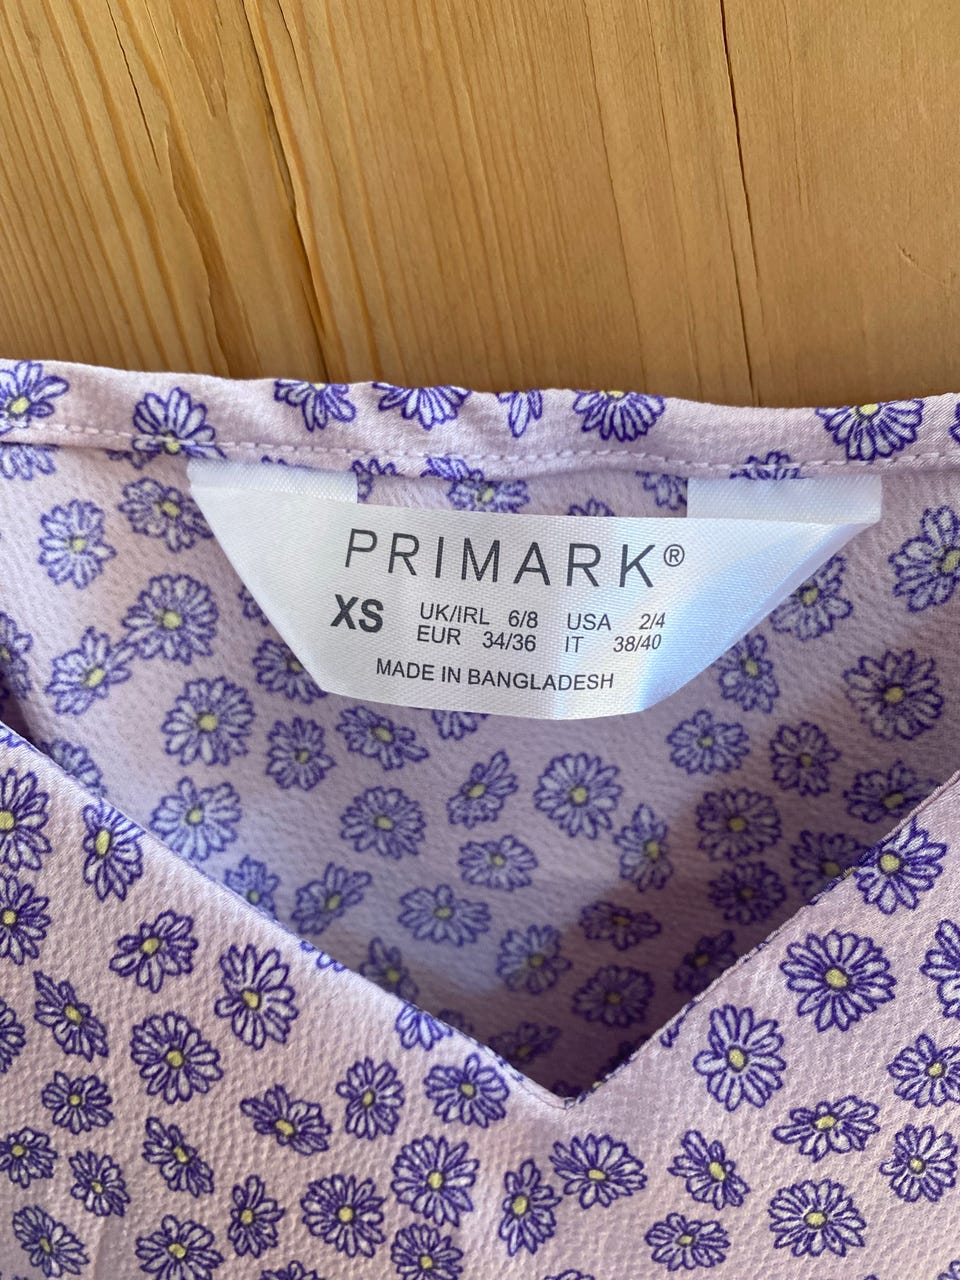 PRIMARK®
XS UK/IRL 6/8 USA 2/4
EUR 34/36 IT 38/40
MADE IN BANGLADESH